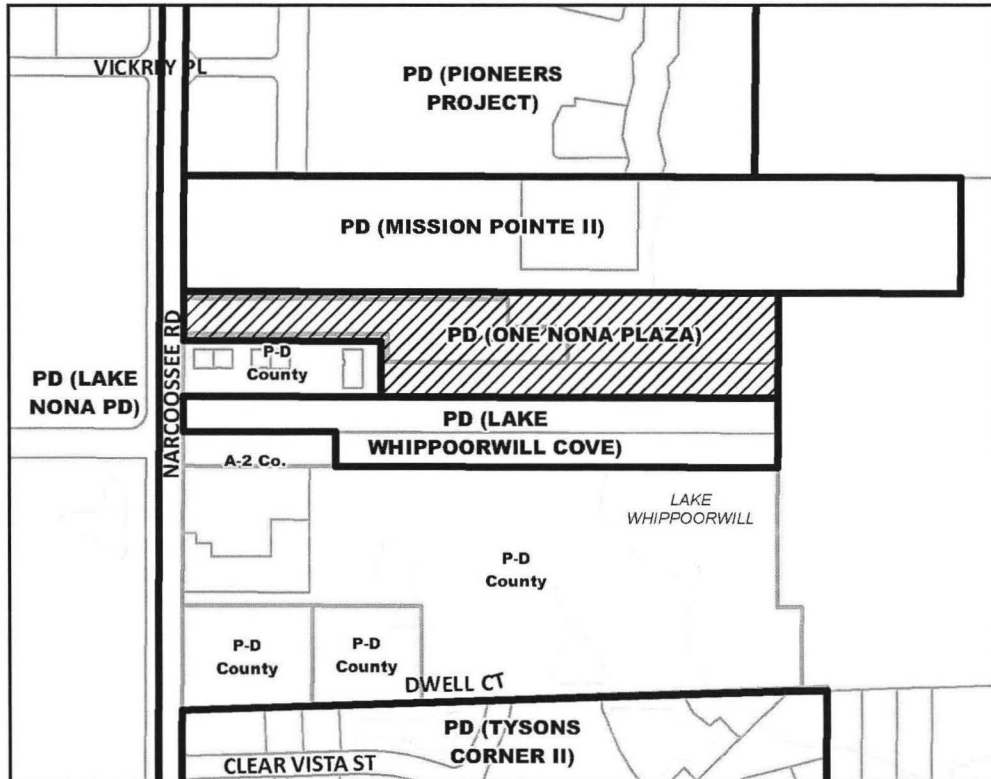 VICKREY PL
PD (PIONEERS
PROJECT)
PD (MISSION POINTE II)
PD (ONE NONA PLAZA)
P-D
County
NARCOOSSEE RD
PD (LAKE
NONA PD)
PD (LAKE
WHIPPOORWILL COVE)
A-2 Co.
LAKE
WHIPPOORWILL
P-D
County
P-D
County
P-D
County
DWELL CT
PD (TYSONS
CORNER II)
CLEAR VISTA ST